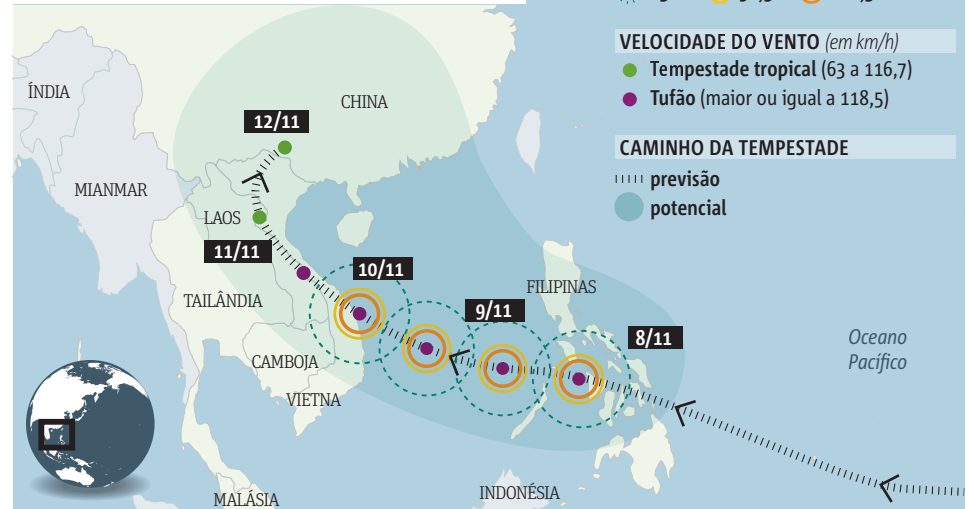 VELOCIDADE DO VENTO (em km/h)
Tempestade tropical (63 a 116,7)
Tufão (maior ou igual a 118,5)
CAMINHO DA TEMPESTADE
previsão
potencial
ÍNDIA
CHINA
12/11
MIANMAR
LAOS
11/11
10/11
TAILÂNDIA
FILIPINAS
9/11
8/11
Oceano
Pacífico
CAMBOJA
VIETNA
MALÁSIA
INDONÉSIA